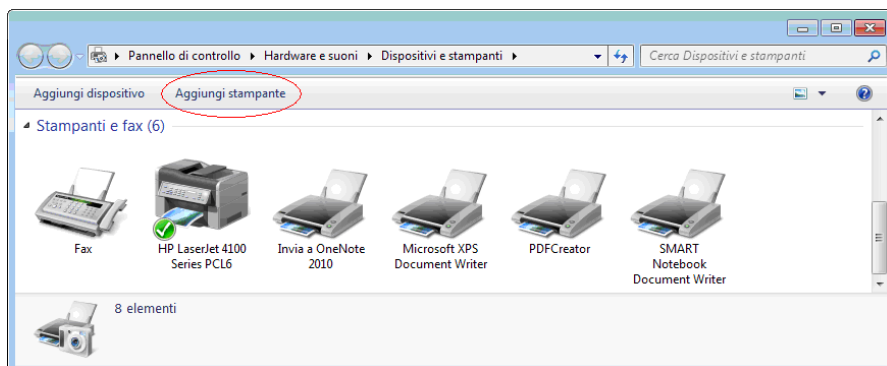 Pannello di controllo Hardware e suoni Dispositivi e stampanti Cerca Dispositivi e stampanti
Aggiungi dispositivo Aggiungi stampante
Stampanti e fax (6)
Fax
HP LaserJet 4100
Series PCL6
Invia a OneNote
2010
Microsoft XPS
Document Writer
PDFCreator
SMART
Notebook
Document Writer
8 elementi